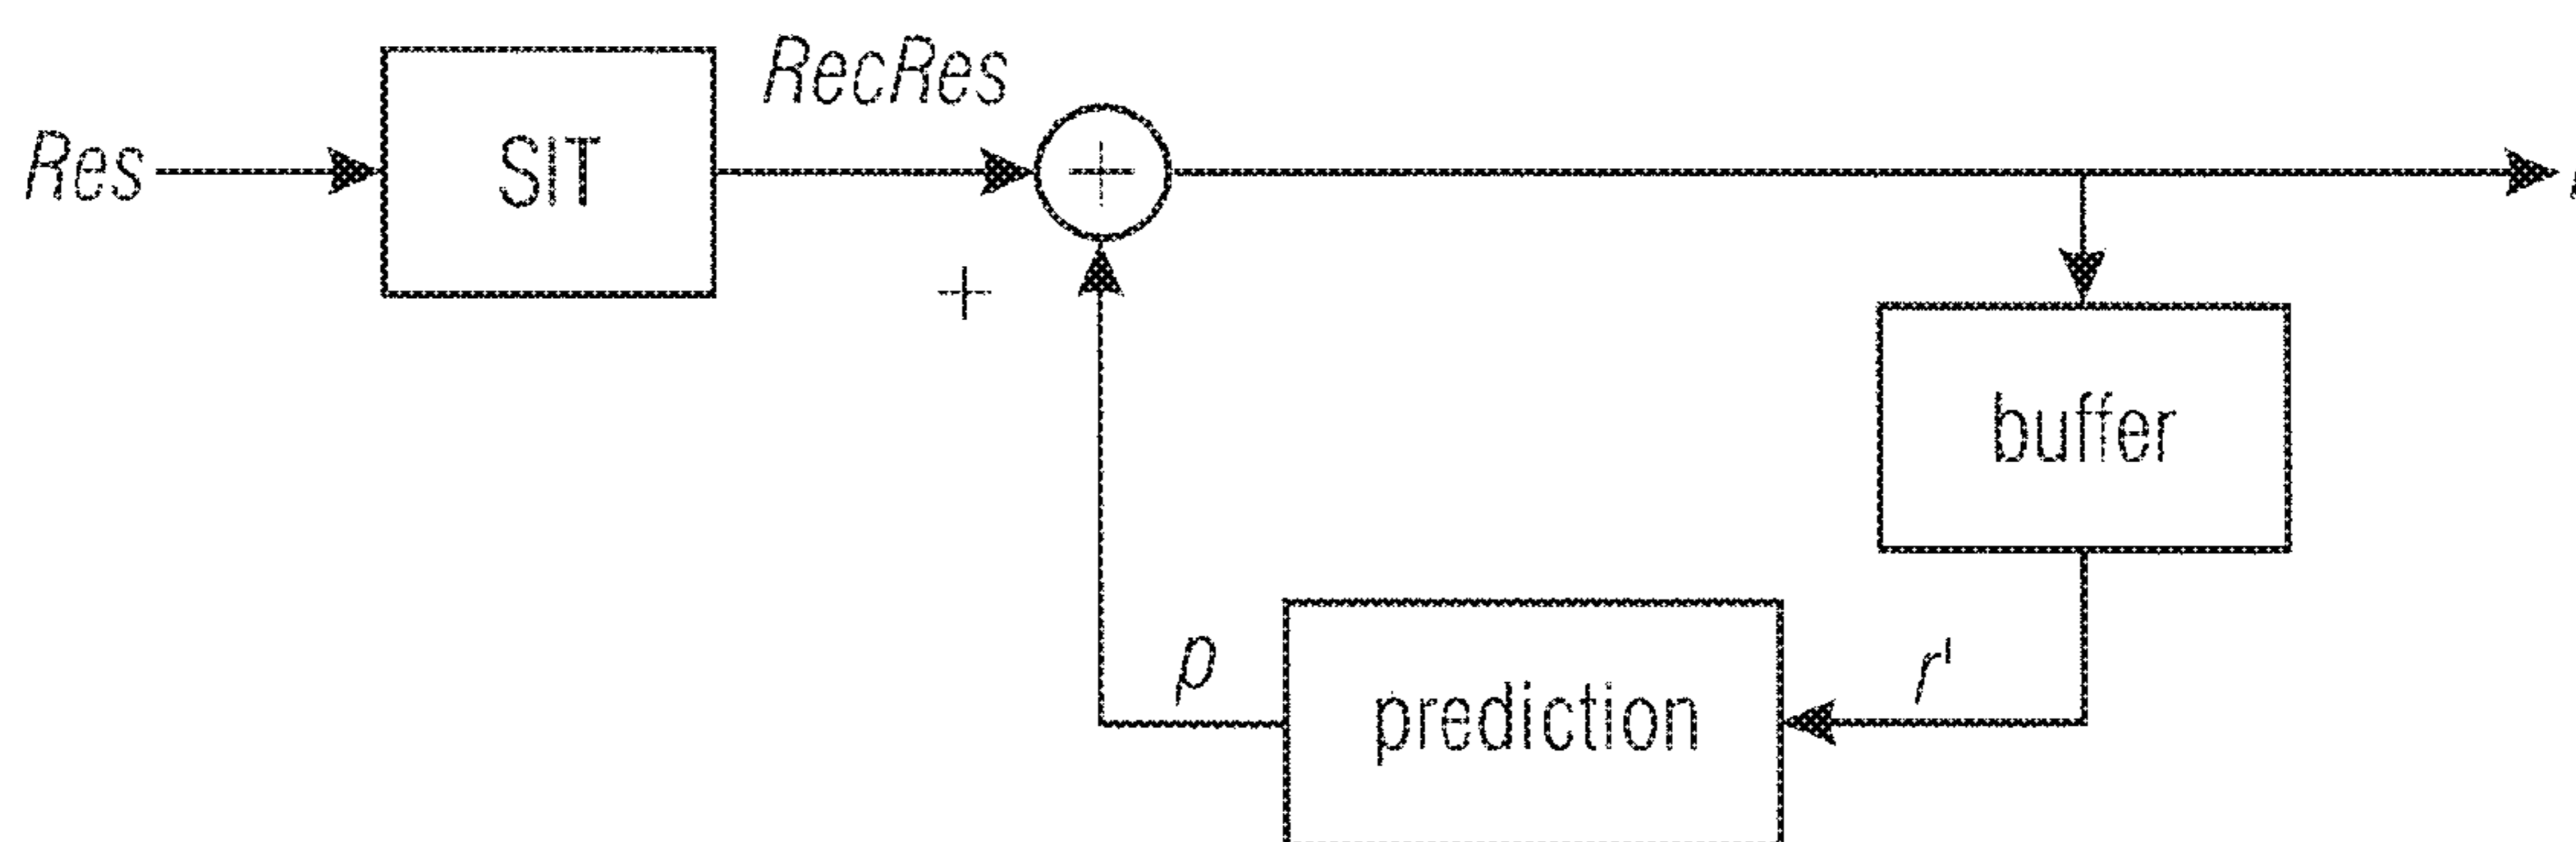 RecRes
Res
SIT
+
+
buffer
p
r'
prediction